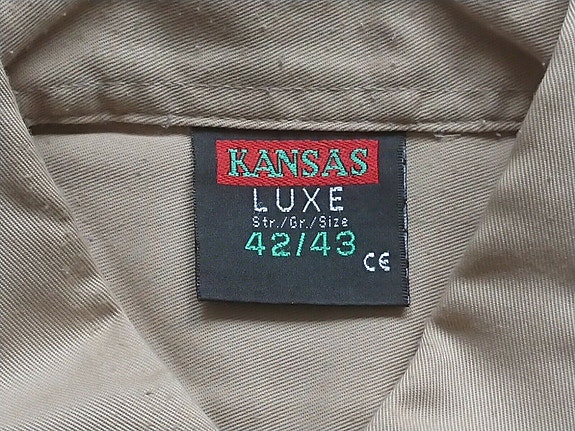 KANSAS
LUXE
Str./Gr./Size
42/43
CE